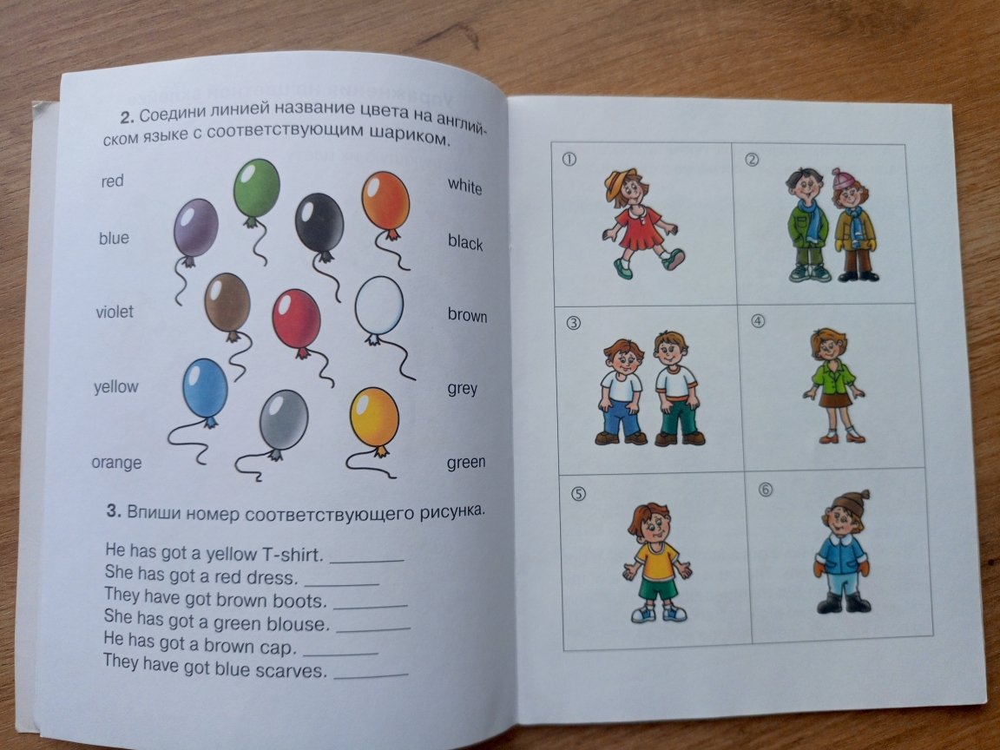 2. Соедини линией название цвета на англий-
ском языке с соответствующим шариком.
red
white
blue
black
violet
brown
yellow
grey
orange
green
3. Впиши номер соответствующего рисунка.
He has got a yellow T-shirt. ________
She has got a red dress. ________
They have got brown boots. ________
She has got a green blouse. ________
He has got a brown cap. ________
They have got blue scarves. ________
①
②
③
④
⑤
⑥